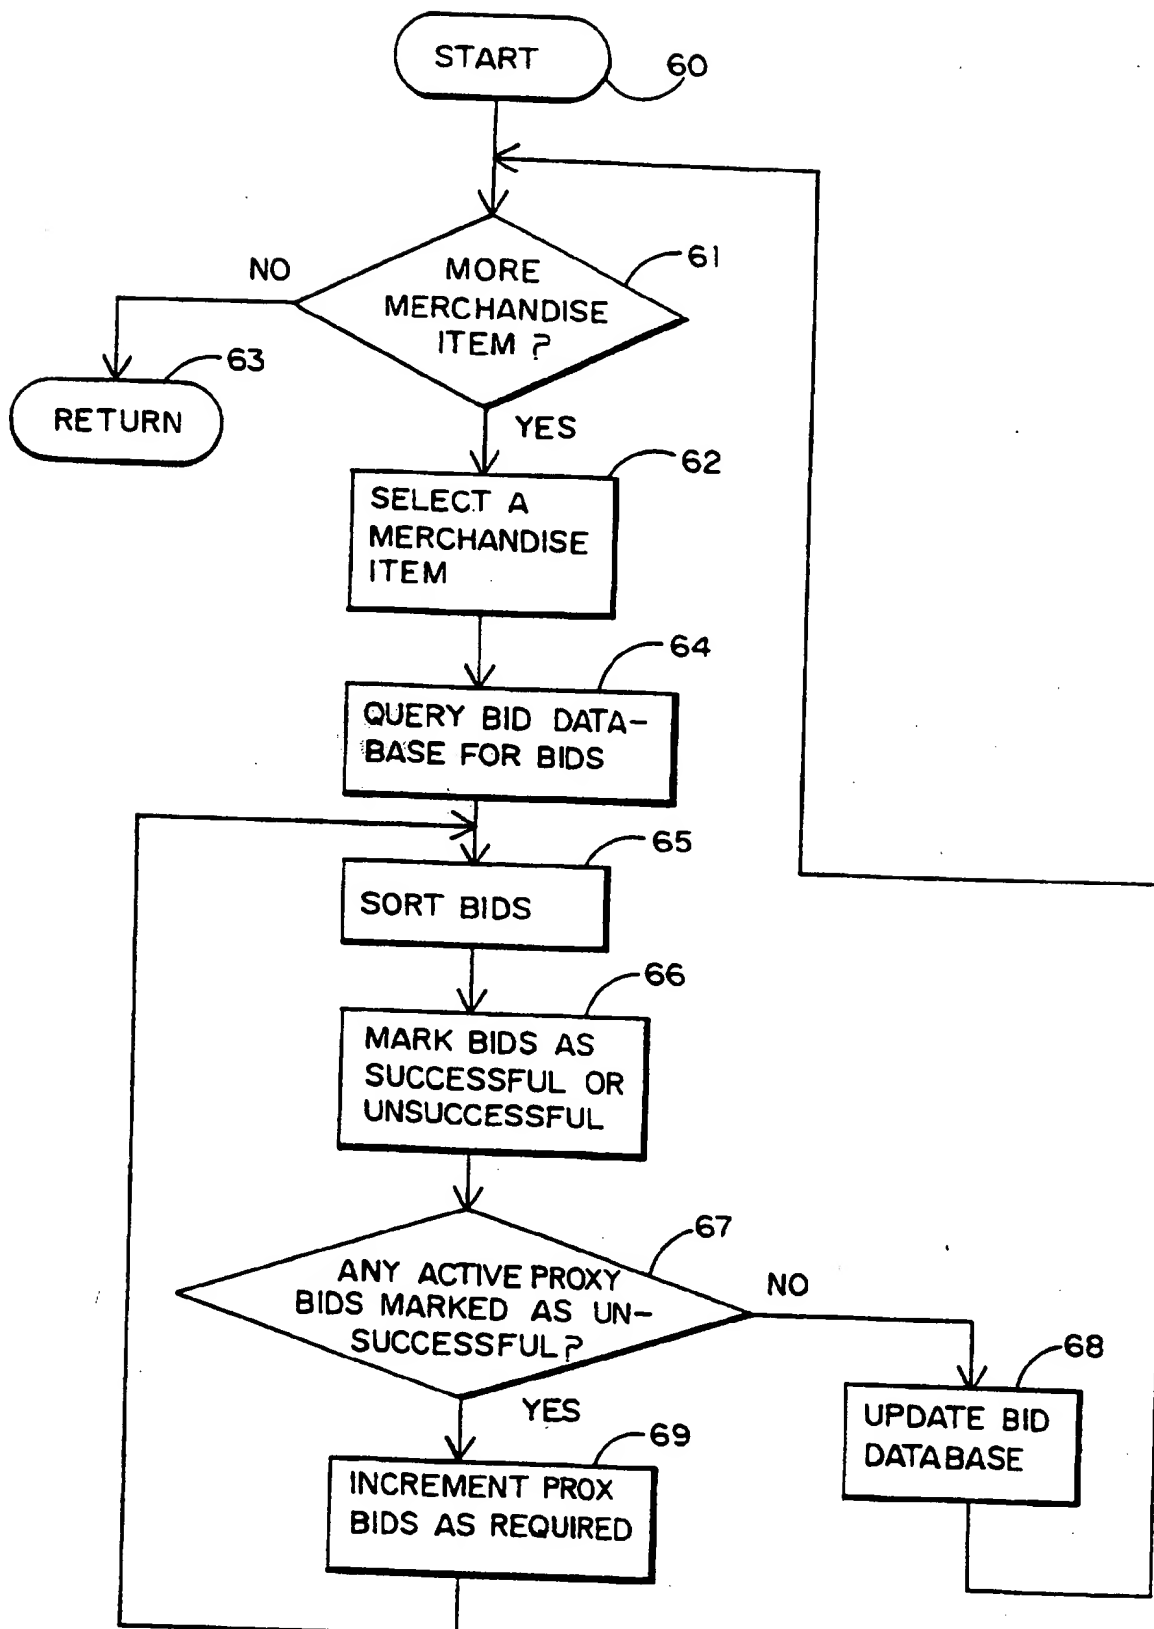 START
60
MORE
MERCHANDISE
ITEM ?
61
NO
63
RETURN
YES
62
SELECT A
MERCHANDISE
ITEM
64
QUERY BID DATA-
BASE FOR BIDS
65
SORT BIDS
66
MARK BIDS AS
SUCCESSFUL OR
UNSUCCESSFUL
67
ANY ACTIVE PROXY
BIDS MARKED AS UN-
SUCCESSFUL?
NO
68
UPDATE BID
DATABASE
YES
69
INCREMENT PROX
BIDS AS REQUIRED